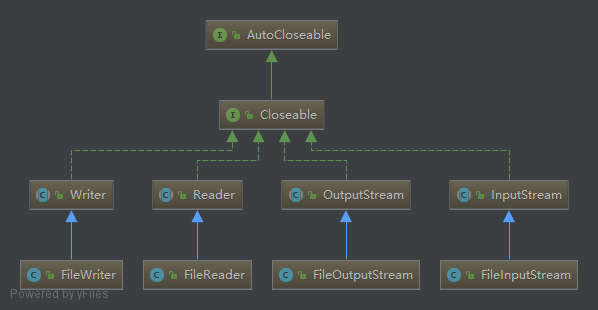 I AutoCloseable
I Closeable
C Writer
C Reader
C OutputStream
C InputStream
C FileWriter
C FileReader
C FileOutputStream
C FileInputStream
Powered by yFiles